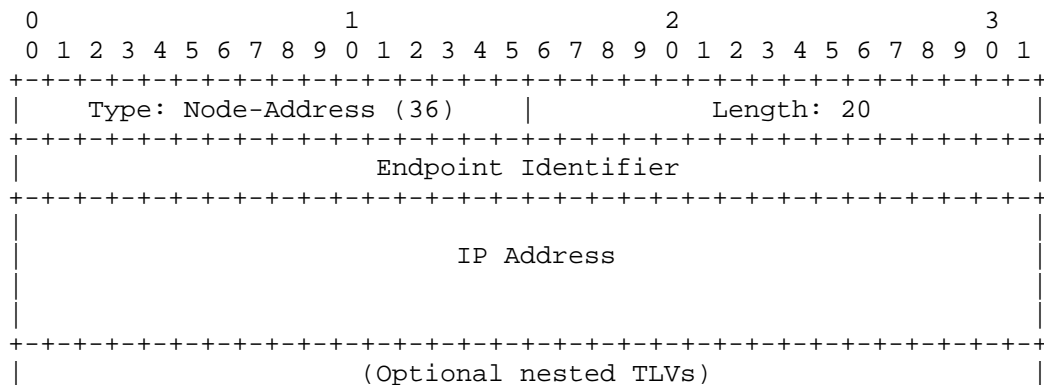 0                   1                   2                   3
0 1 2 3 4 5 6 7 8 9 0 1 2 3 4 5 6 7 8 9 0 1 2 3 4 5 6 7 8 9 0 1
+-+-+-+-+-+-+-+-+-+-+-+-+-+-+-+-+-+-+-+-+-+-+-+-+-+-+-+-+-+-+-+-+
|    Type: Node-Address (36)    |           Length: 20          |
+-+-+-+-+-+-+-+-+-+-+-+-+-+-+-+-+-+-+-+-+-+-+-+-+-+-+-+-+-+-+-+-+
|                      Endpoint Identifier                      |
+-+-+-+-+-+-+-+-+-+-+-+-+-+-+-+-+-+-+-+-+-+-+-+-+-+-+-+-+-+-+-+-+
|                                                               |
|                           IP Address                          |
|                                                               |
|                                                               |
+-+-+-+-+-+-+-+-+-+-+-+-+-+-+-+-+-+-+-+-+-+-+-+-+-+-+-+-+-+-+-+-+
|                     (Optional nested TLVs)                    |